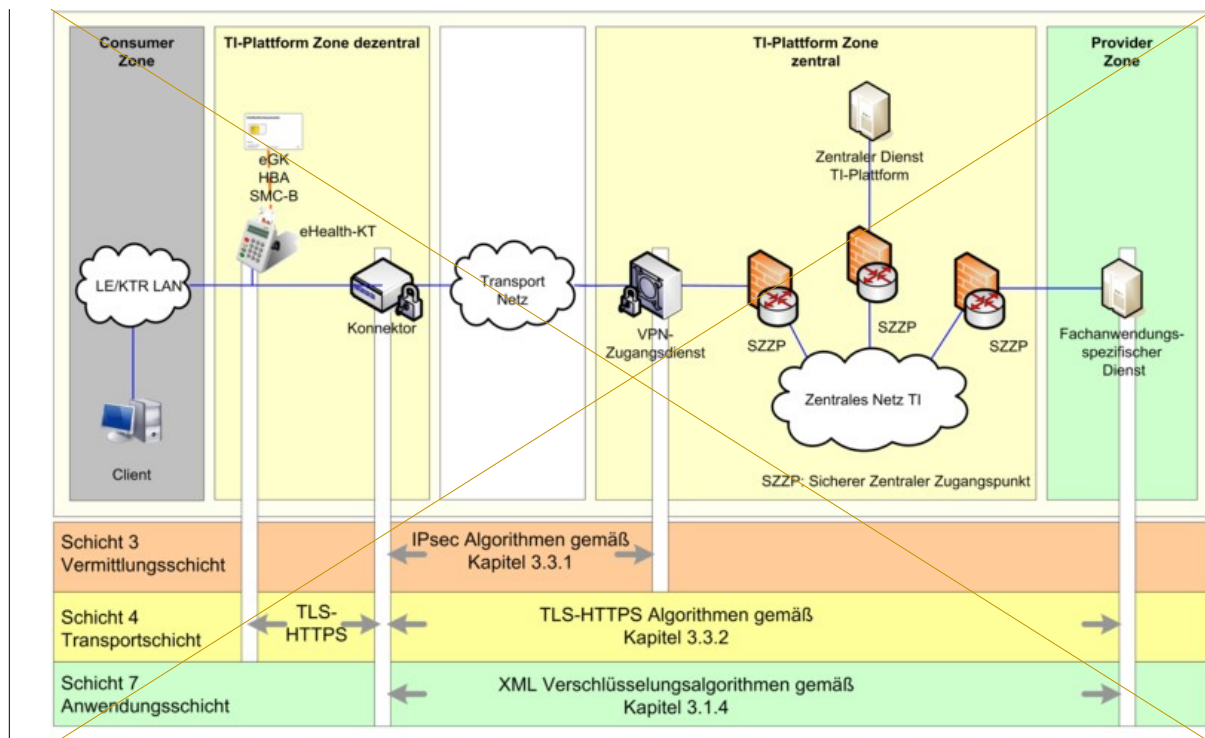 Consumer
Zone
TI-Plattform Zone dezentral
TI-Plattform Zone
zentral
Provider
Zone
eGK
HBA
SMC-B
eHealth-KT
LE/KTR LAN
Konnektor
Client
Transport
Netz
VPN-
Zugangsdienst
Zentraler Dienst
TI-Plattform
SZZP
SZZP
SZZP
Zentrales Netz TI
SZZP: Sicherer Zentraler Zugangspunkt
Fachanwendungs-
spezifischer
Dienst
Schicht 3
Vermittlungsschicht
IPsec Algorithmen gemäß
Kapitel 3.3.1
Schicht 4
Transportschicht
TLS-
HTTPS
TLS-HTTPS Algorithmen gemäß
Kapitel 3.3.2
Schicht 7
Anwendungsschicht
XML Verschlüsselungsalgorithmen gemäß
Kapitel 3.1.4